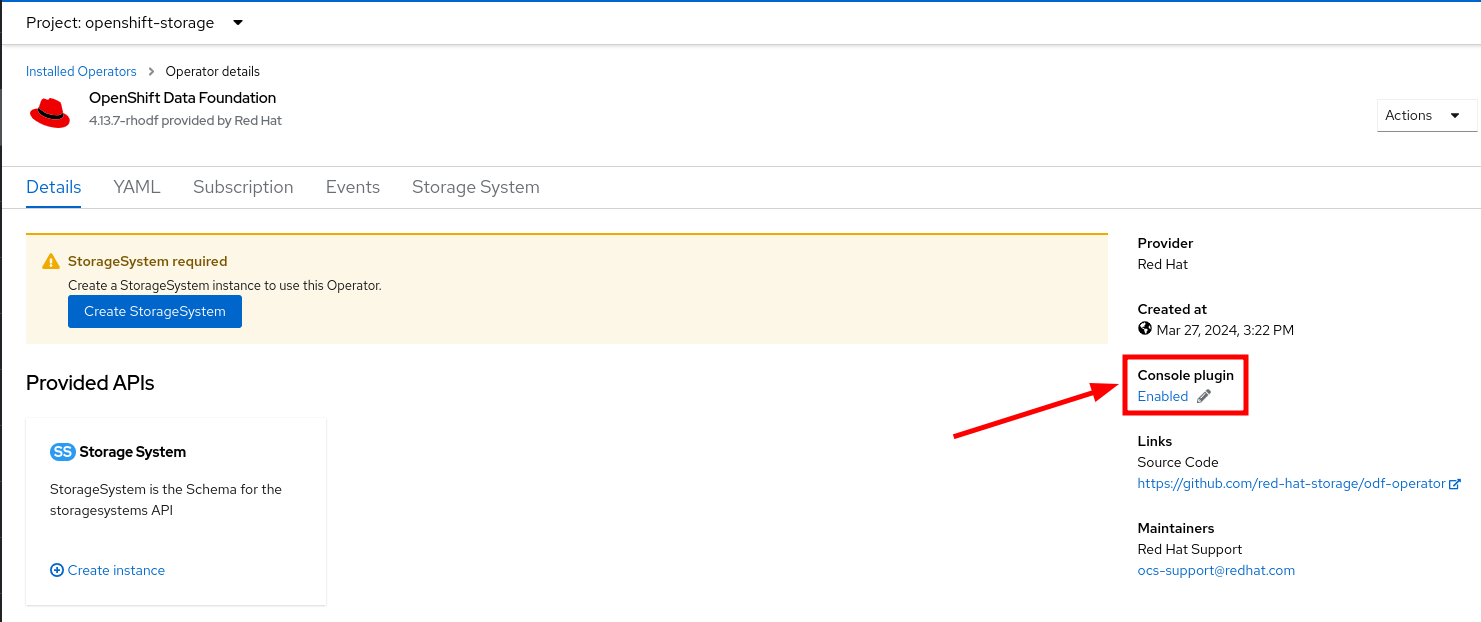 Project: openshift-storage
Installed Operators > Operator details
OpenShift Data Foundation
4.13.7-rhodf provided by Red Hat
Actions
Details YAML Subscription Events Storage System
StorageSystem required
Create a StorageSystem instance to use this Operator.
Create StorageSystem
Provided APIs
SS Storage System
StorageSystem is the Schema for the
storagesystems API
Create instance
Provider
Red Hat
Created at
Mar 27, 2024, 3:22 PM
Console plugin
Enabled
Links
Source Code
https://github.com/red-hat-storage/odf-operator
Maintainers
Red Hat Support
ocs-support@redhat.com